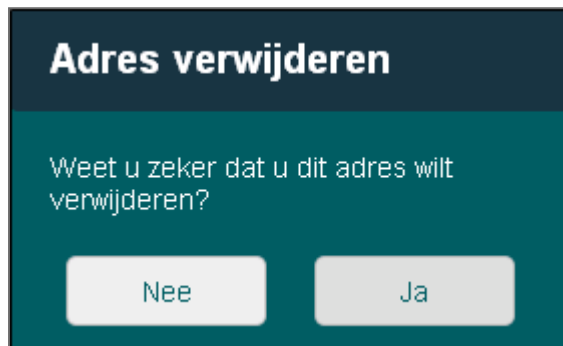 Adres verwijderen
Weet u zeker dat u dit adres wilt
verwijderen?
Nee
Ja